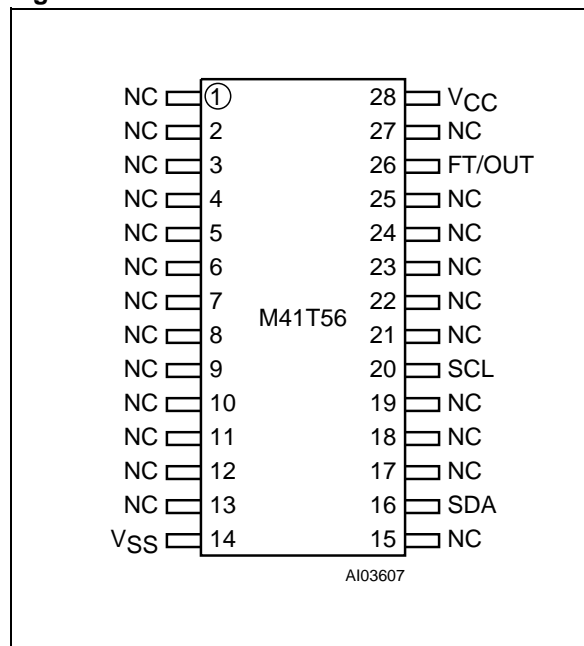 NC 1 28 VCC
NC 2 27 NC
NC 3 26 FT/OUT
NC 4 25 NC
NC 5 24 NC
NC 6 23 NC
NC 7 22 NC
M41T56
NC 8 21 NC
NC 9 20 SCL
NC 10 19 NC
NC 11 18 NC
NC 12 17 NC
NC 13 16 SDA
VSS 14 15 NC
AI03607